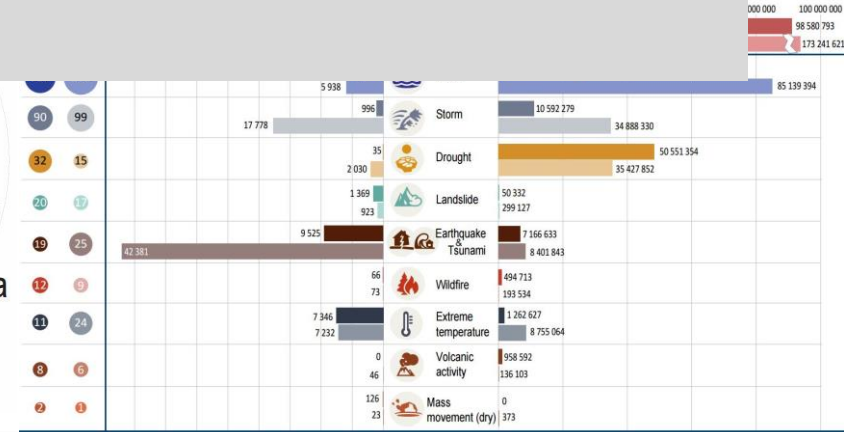 000 000 100 000 000
98 580 793
173 241 621
5 938 85 139 394
90 99 996 Storm 10 592 279
17 778 34 888 330
32 15 35 Drought 50 551 354
2 030 35 427 852
20 17 1 369 Landslide 50 332
923 299 127
19 25 9 525 Earthquake 7 166 633
&
42 381 Tsunami 8 401 843
a 12 9 66 Wildfire 494 713
73 193 534
11 24 7 346 Extreme 1 262 627
7 232 temperature 8 755 064
8 6 0 Volcanic 958 592
46 activity 136 103
2 1 126 Mass 0
23 movement (dry) 373